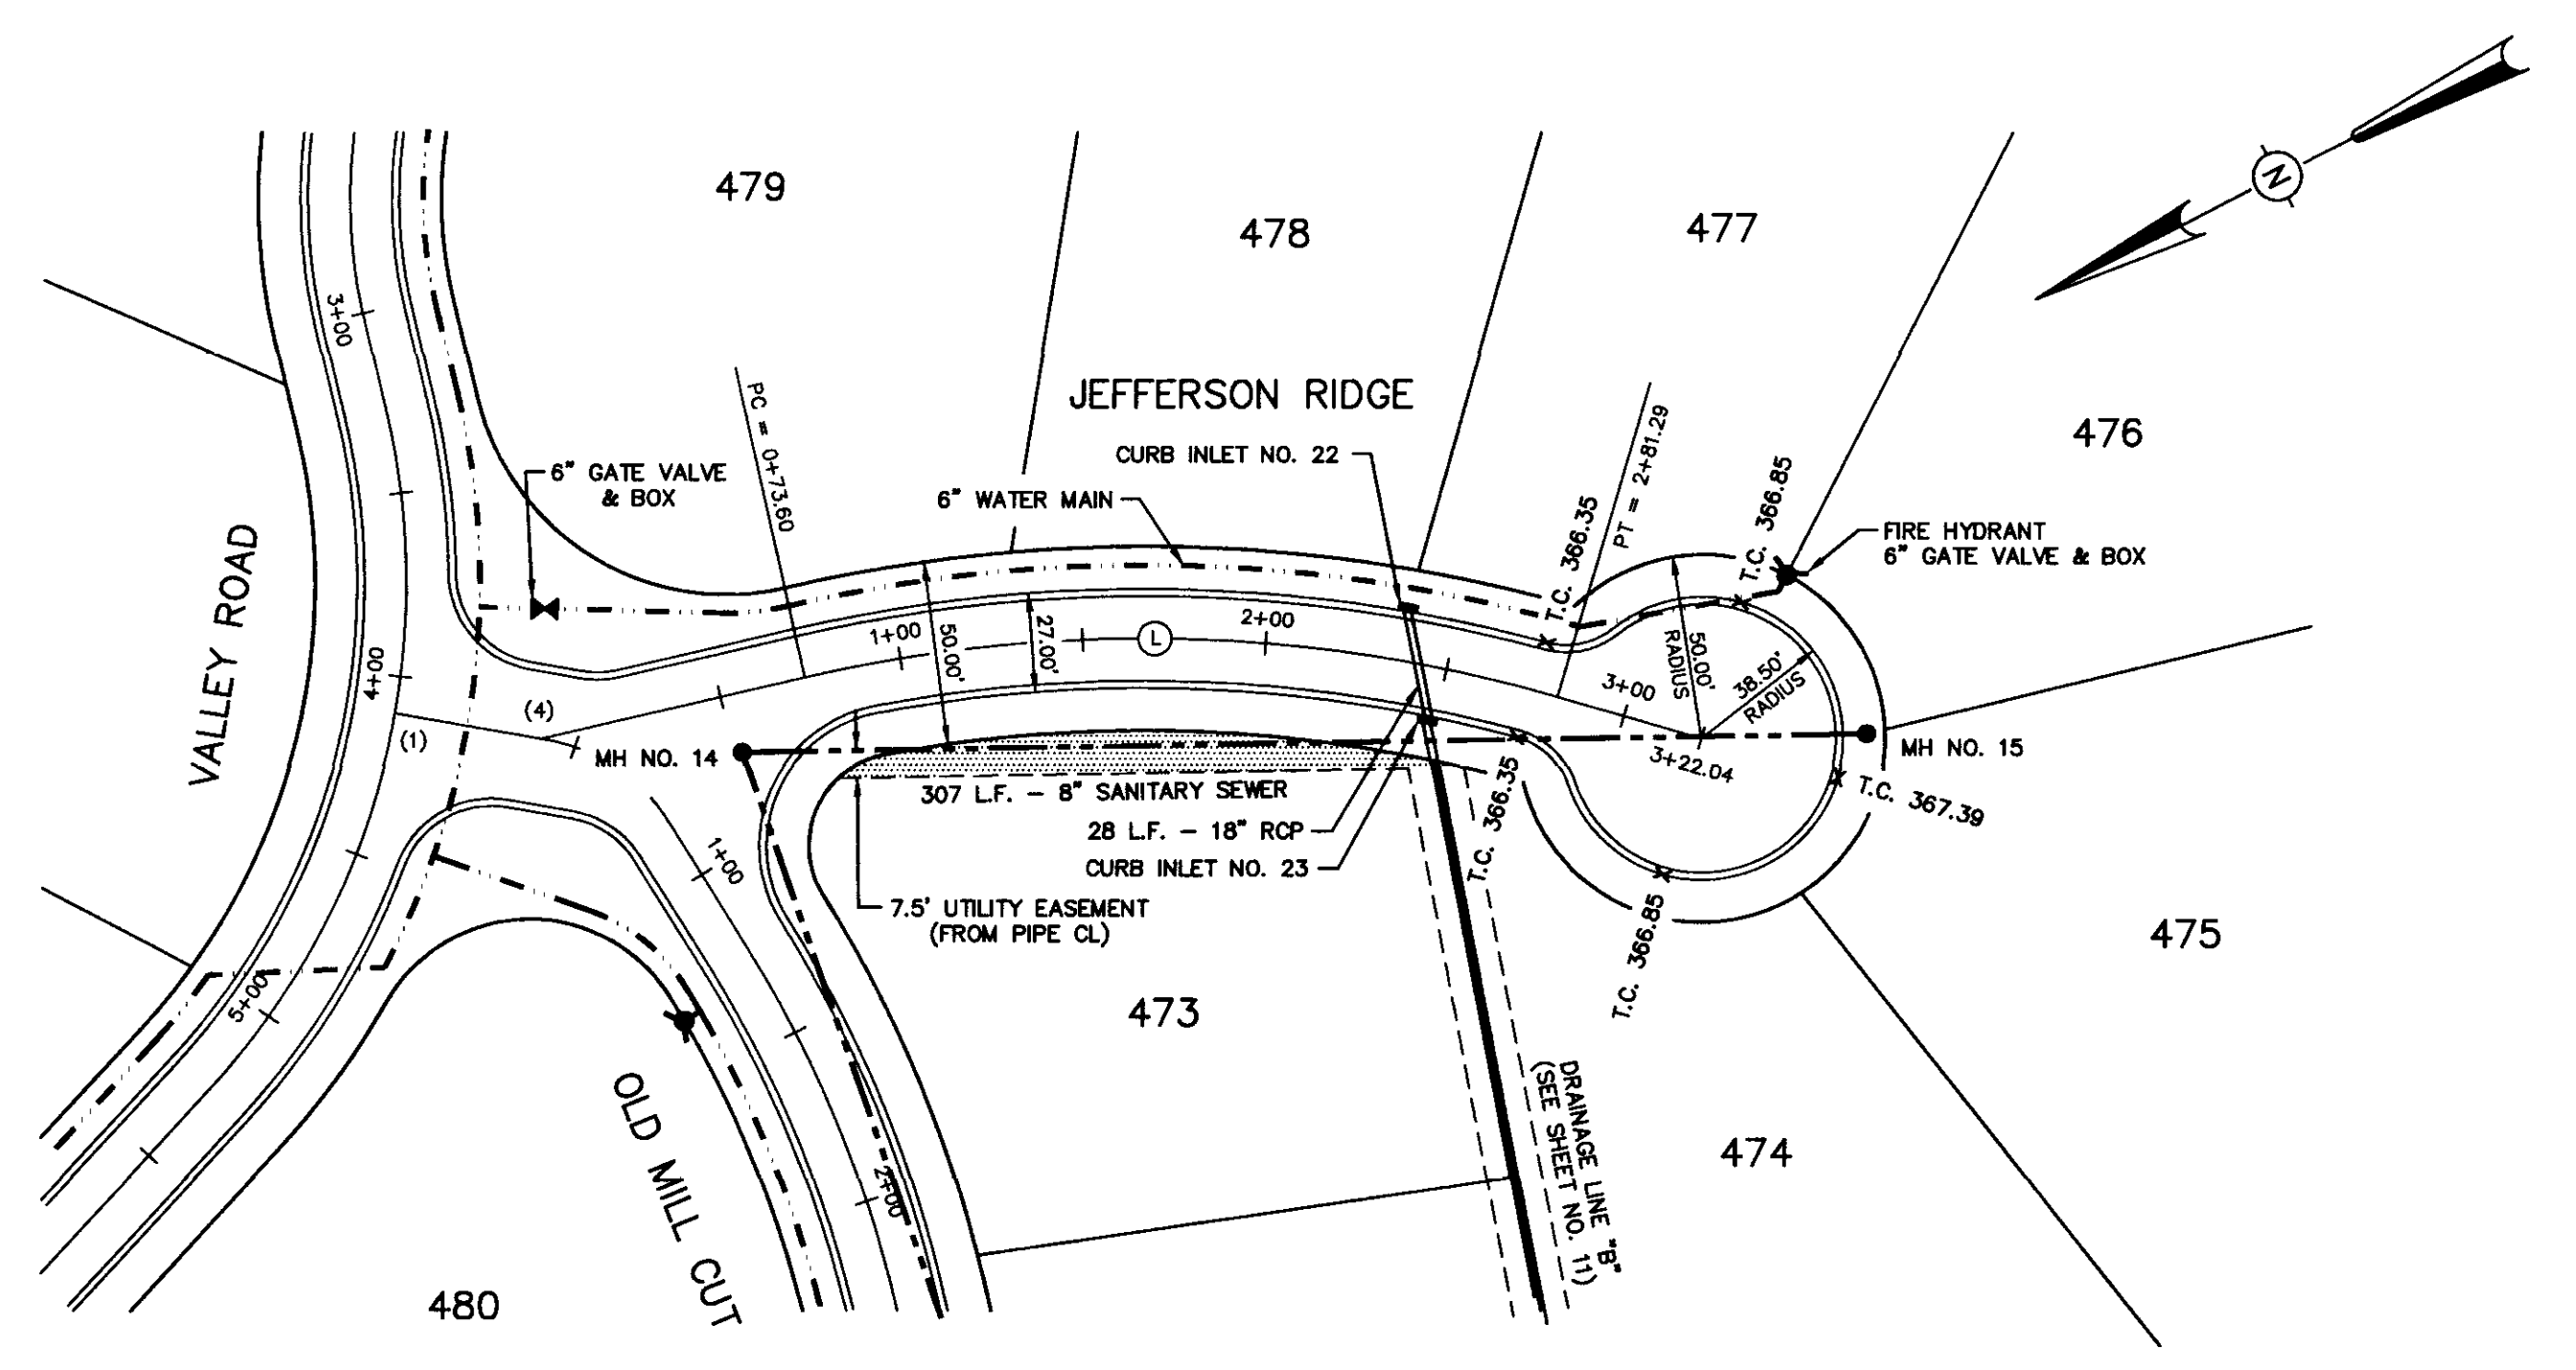 479
478
477
N
476
475
474
473
480
JEFFERSON RIDGE
VALLEY ROAD
OLD MILL CUT
3+00
4+00
5+00
PC = 0+73.60
6" GATE VALVE
& BOX
CURB INLET NO. 22
6" WATER MAIN
PT = 2+81.29
T.C. 366.35
T.C. 366.85
FIRE HYDRANT
6" GATE VALVE & BOX
1+00
50.00'
27.00'
L
2+00
3+00
50.00'
RADIUS
38.50'
RADIUS
3+22.04
(4)
(1)
MH NO. 14
MH NO. 15
T.C. 367.39
T.C. 366.35
T.C. 366.85
307 L.F. – 8" SANITARY SEWER
28 L.F. – 18" RCP
CURB INLET NO. 23
7.5' UTILITY EASEMENT
(FROM PIPE CL)
1+00
2+00
DRAINAGE LINE "B"
(SEE SHEET NO. 11)